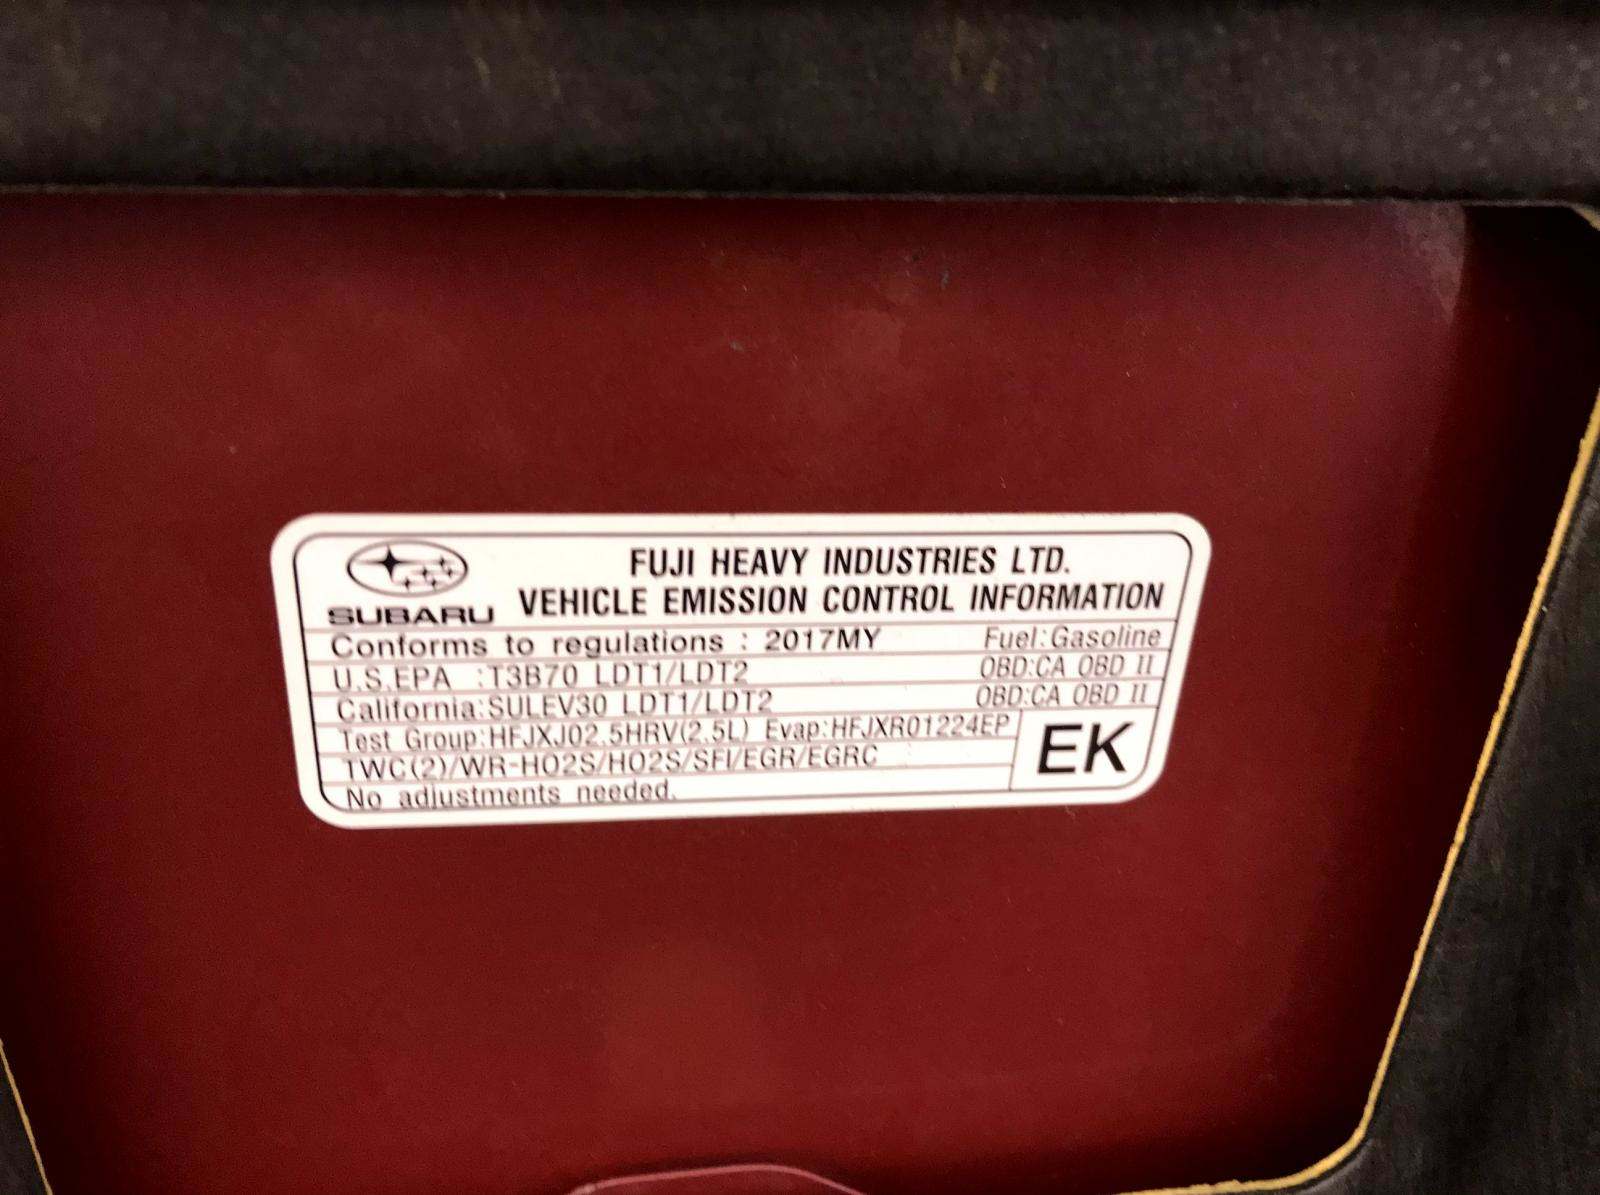 FUJI HEAVY INDUSTRIES LTD.
SUBARU VEHICLE EMISSION CONTROL INFORMATION
Conforms to regulations : 2017MY Fuel:Gasoline
U.S.EPA :T3B70 LDT1/LDT2 OBD:CA OBD II
California:SULEV30 LDT1/LDT2 OBD:CA OBD II
Test Group:HFJXJ02.5HRV(2.5L) Evap:HFJXR01224EP
TWC(2)/WR-HO2S/HO2S/SFI/EGR/EGRC EK
No adjustments needed.